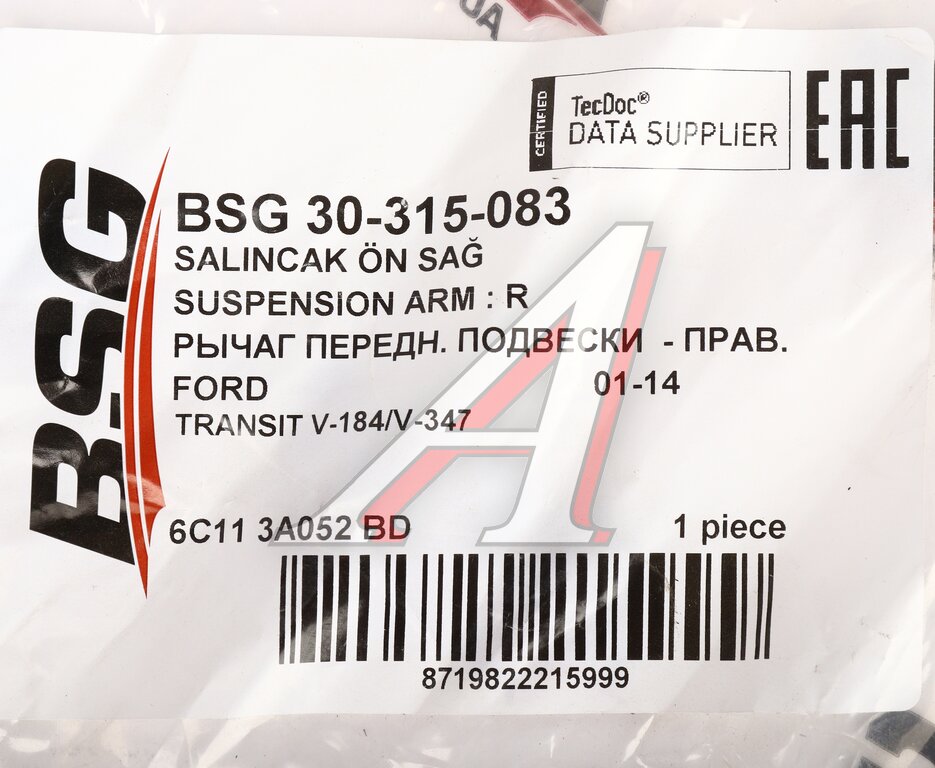 CERTIFIED
TecDoc®
DATA SUPPLIER
EAC
BSG
BSG 30-315-083
SALINCAK ÖN SAĞ
SUSPENSION ARM : R
РЫЧАГ ПЕРЕДН. ПОДВЕСКИ - ПРАВ.
FORD 01-14
TRANSIT V-184/V-347
6C11 3A052 BD 1 piece
8719822215999